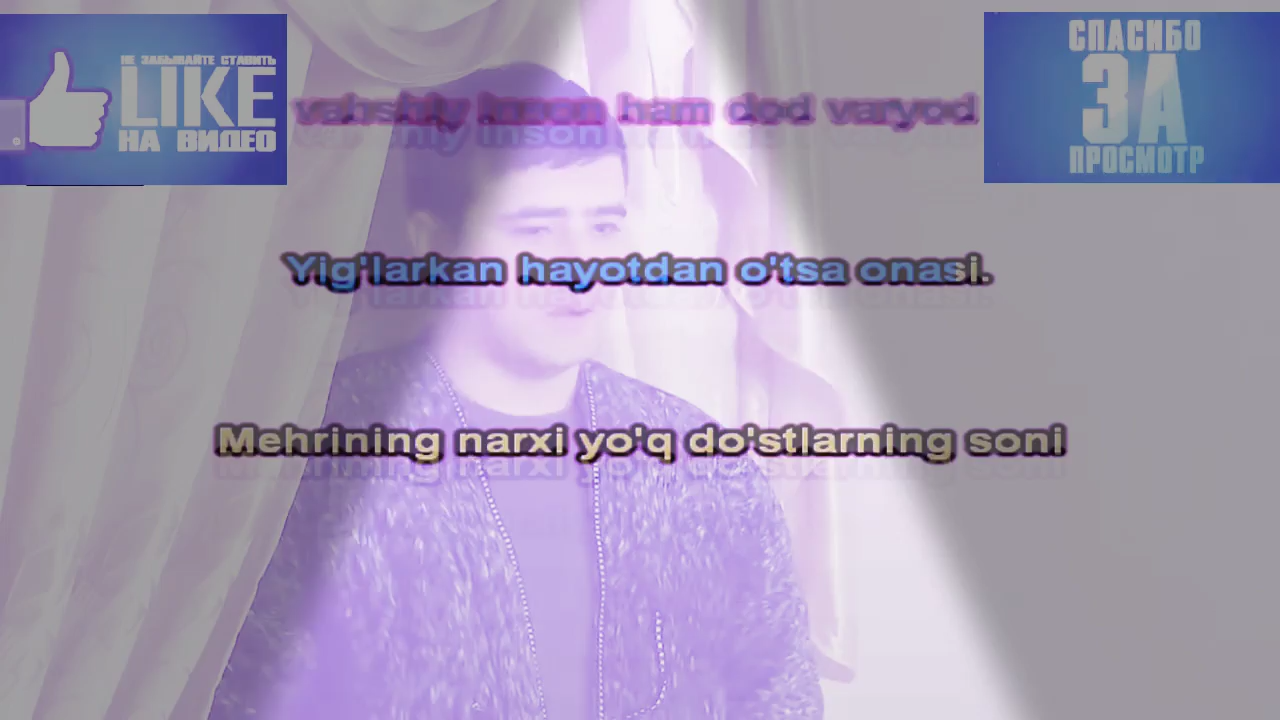 НЕ ЗАБЫВАЙТЕ СТАВИТЬ
LIKE
НА ВИДЕО
СПАСИБО
ЗА
ПРОСМОТР
vahshiy inson ham dod
Yig'larkan hayotdan o'tsa onasi.
Mehrining narxi yo'q do'stlarning soni